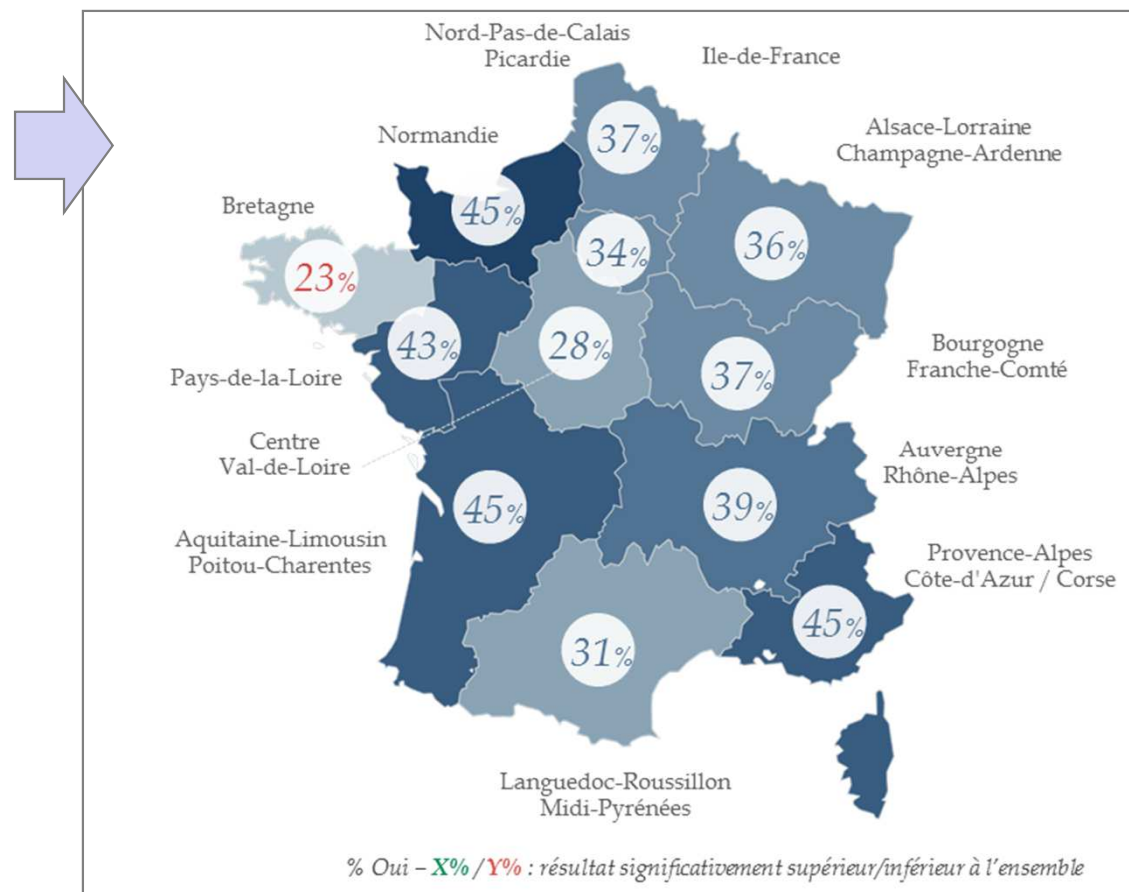 Nord-Pas-de-Calais
Picardie
Ile-de-France
Normandie
Alsace-Lorraine
Champagne-Ardenne
Bretagne
37%
45%
34%
36%
23%
43%
28%
37%
Bourgogne
Franche-Comté
Pays-de-la-Loire
Centre
Val-de-Loire
Auvergne
Rhône-Alpes
45%
39%
Aquitaine-Limousin
Poitou-Charentes
Provence-Alpes
Côte-d'Azur / Corse
45%
31%
Languedoc-Roussillon
Midi-Pyrénées
% Oui – X% / Y% : résultat significativement supérieur/inférieur à l'ensemble